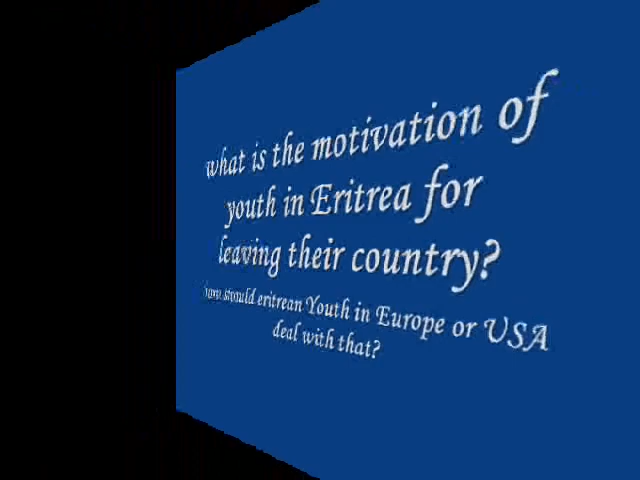 what is the motivation of
youth in Eritrea for
leaving their country?
how should eritrean Youth in Europe or USA
deal with that?